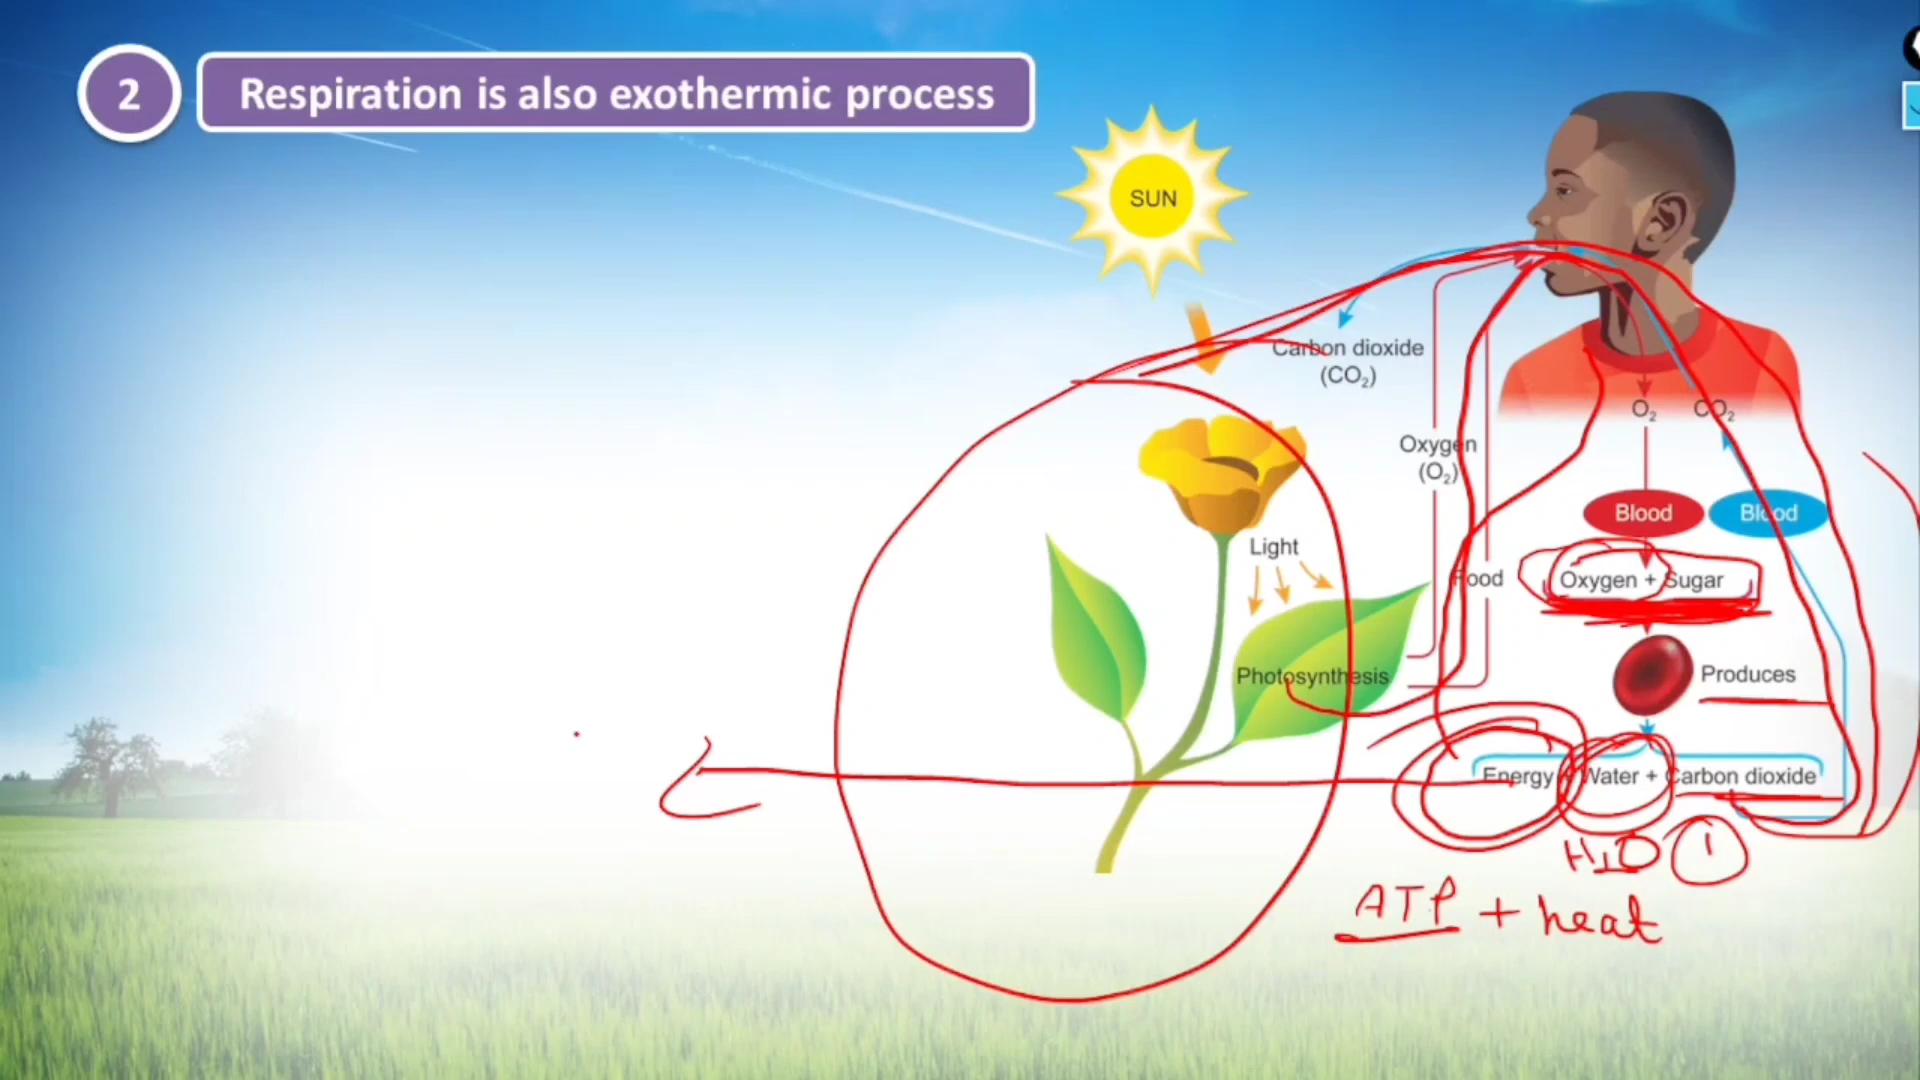 2
Respiration is also exothermic process
SUN
Carbon dioxide
(CO₂)
O₂
CO₂
Oxygen
(O₂)
Blood
Blood
Light
Food
Oxygen + Sugar
Photosynthesis
Produces
Energy + Water + Carbon dioxide
H₂O
1
ATP + heat